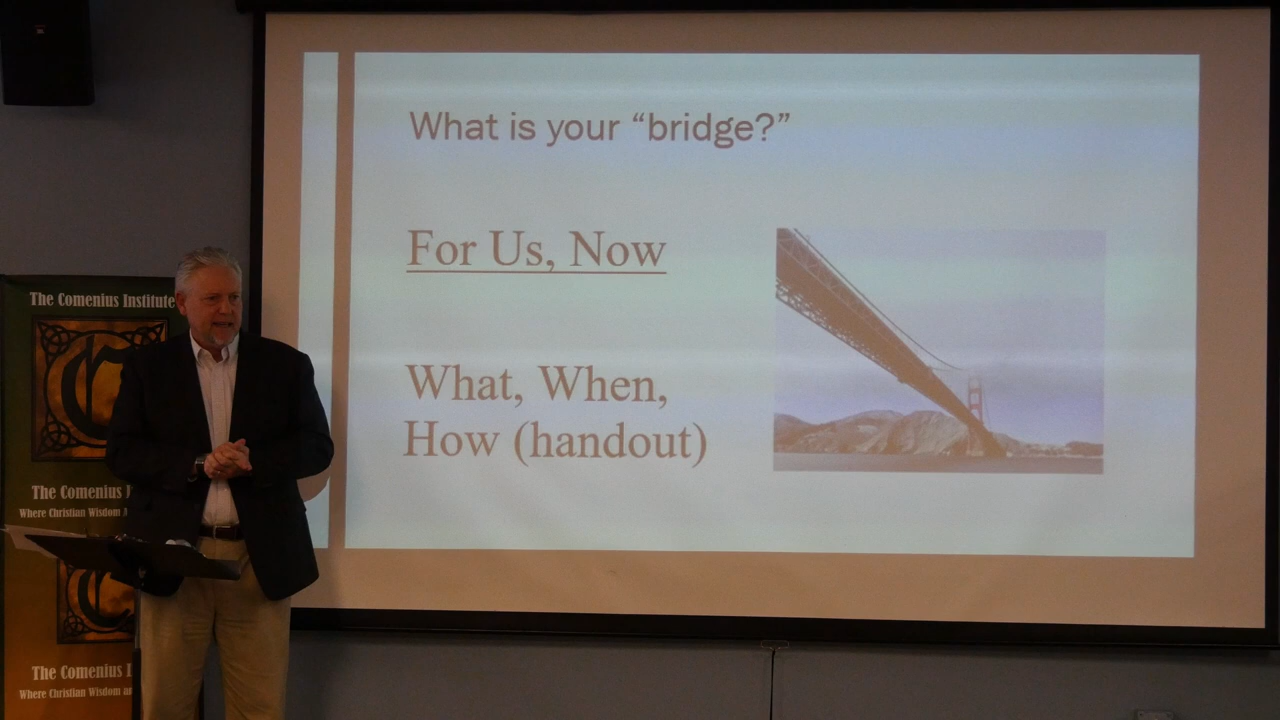 What is your “bridge?”
For Us, Now
What, When,
How (handout)
The Comenius Institute
C
The Comenius
Where Christian Wisdom
C
The Comenius
Where Christian Wisdom